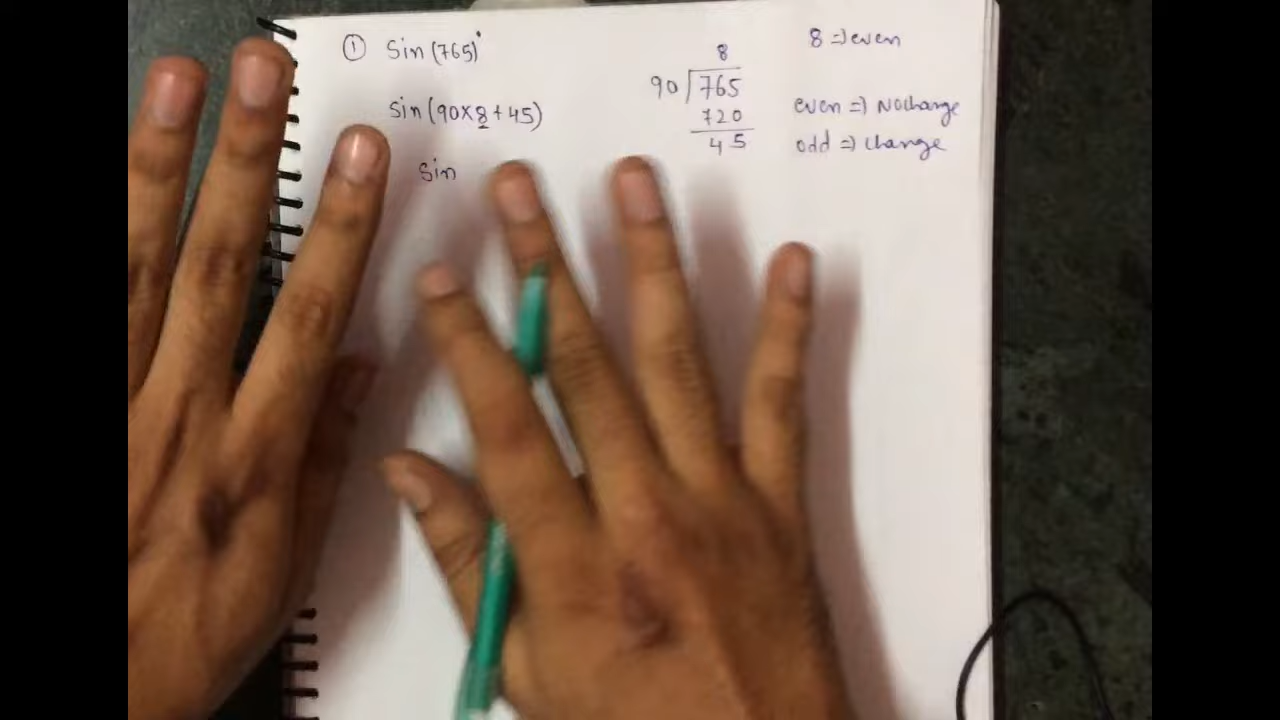 ① Sin (765)°
Sin (90×8+45)
Sin
8
90 765
720
45
8 ⇒ even
even ⇒ No change
odd ⇒ change